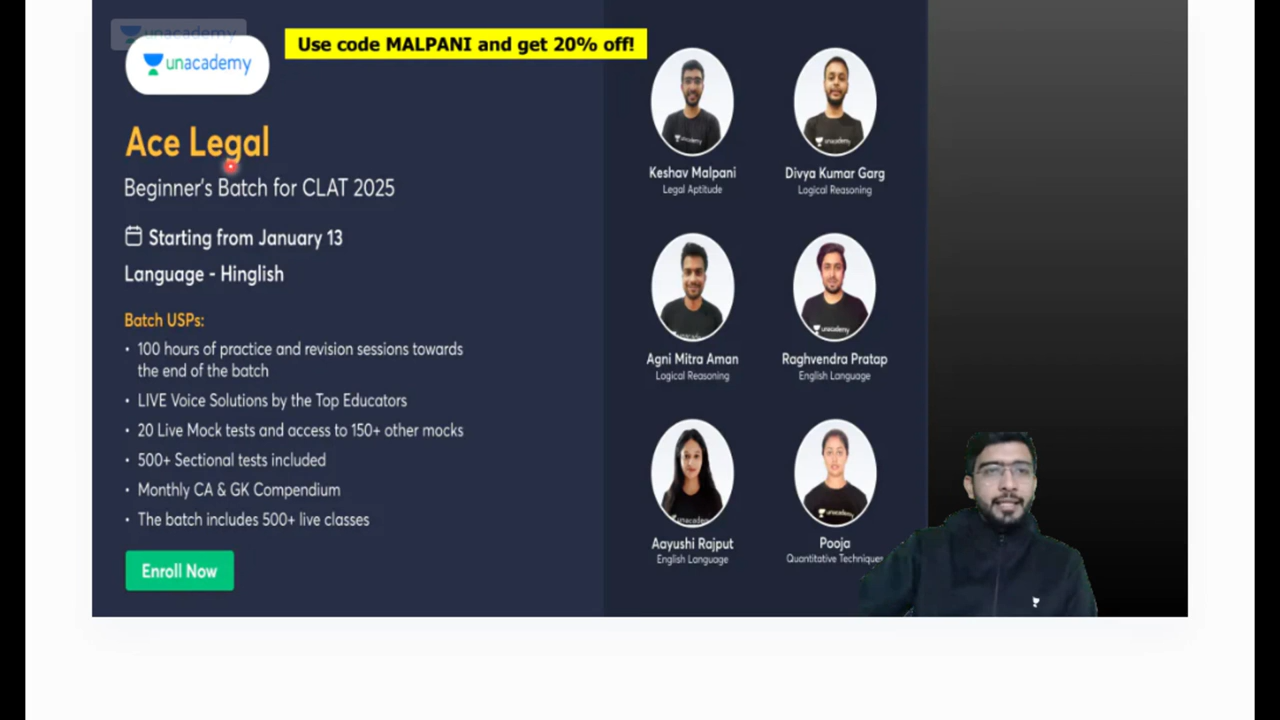 unacademy
Use code MALPANI and get 20% off!
unacademy
Ace Legal
Beginner's Batch for CLAT 2025
Starting from January 13
Language - Hinglish
Batch USPs:
• 100 hours of practice and revision sessions towards
the end of the batch
• LIVE Voice Solutions by the Top Educators
• 20 Live Mock tests and access to 150+ other mocks
• 500+ Sectional tests included
• Monthly CA & GK Compendium
• The batch includes 500+ live classes
Enroll Now
Keshav Malpani
Legal Aptitude
Divya Kumar Garg
Logical Reasoning
Agni Mitra Aman
Logical Reasoning
unacademy
Raghvendra Pratap
English Language
Aayushi Rajput
English Language
unacademy
Pooja
Quantitative Techniques